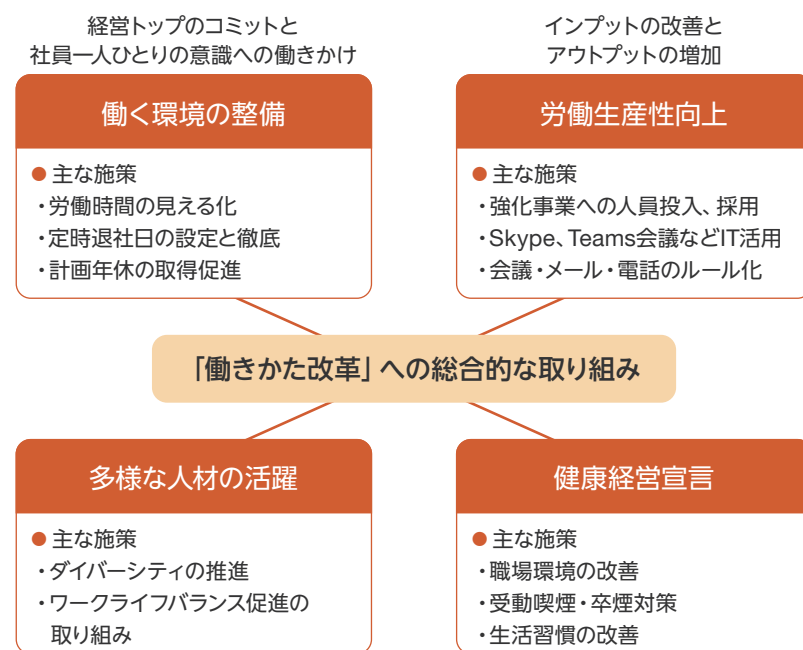 経営トップのコミットと
社員一人ひとりの意識への働きかけ
働く環境の整備
● 主な施策
・労働時間の見える化
・定時退社日の設定と徹底
・計画年休の取得促進
インプットの改善と
アウトプットの増加
労働生産性向上
● 主な施策
・強化事業への人員投入、採用
・Skype、Teams会議などIT活用
・会議・メール・電話のルール化
「働きかた改革」への総合的な取り組み
多様な人材の活躍
● 主な施策
・ダイバーシティの推進
・ワークライフバランス促進の
取り組み
健康経営宣言
● 主な施策
・職場環境の改善
・受動喫煙・卒煙対策
・生活習慣の改善